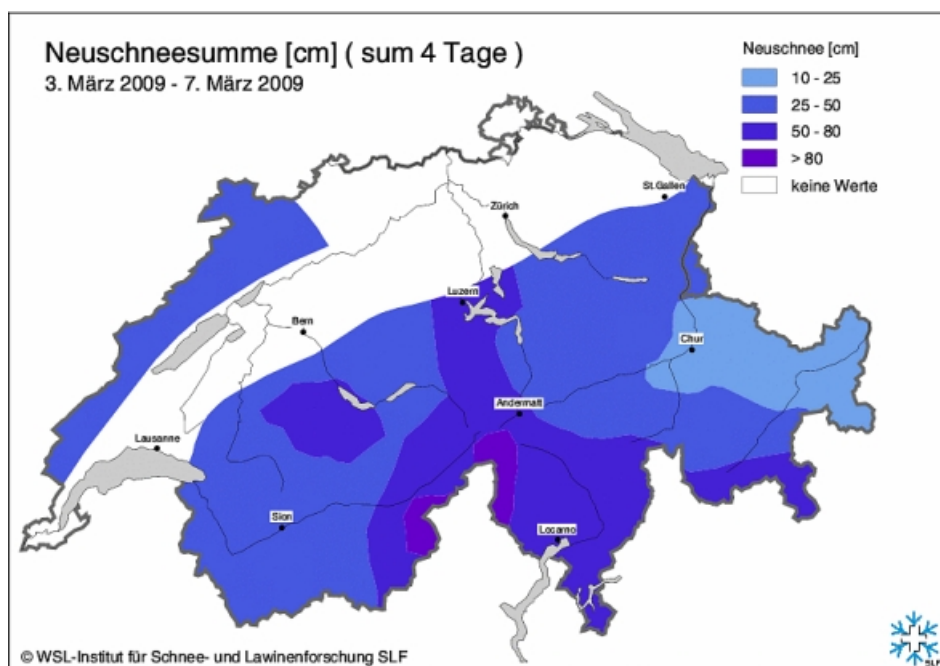 Neuschneesumme [cm] ( sum 4 Tage )
3. März 2009 - 7. März 2009
Neuschnee [cm]
10 - 25
25 - 50
50 - 80
> 80
keine Werte
St.Gallen
Zürich
Luzern
Bern
Chur
Andermatt
Lausanne
Sion
Locarno
© WSL-Institut für Schnee- und Lawinenforschung SLF